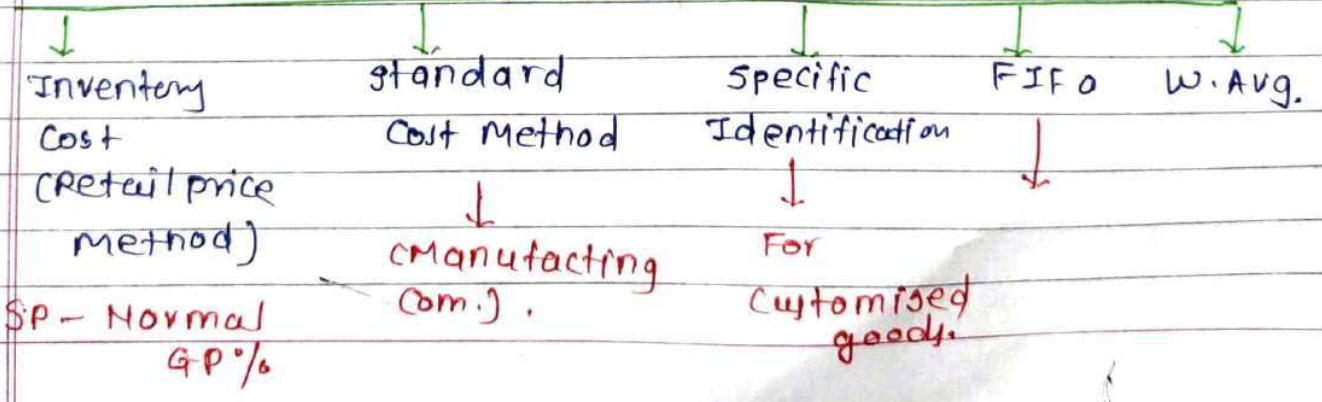 Inventory
Cost
(Retail price
Method)
SP - Normal
GP%
Standard
Cost Method
(Manufacting
Com.).
Specific
Identification
For
Customised
goods.
FIFO
W. Avg.